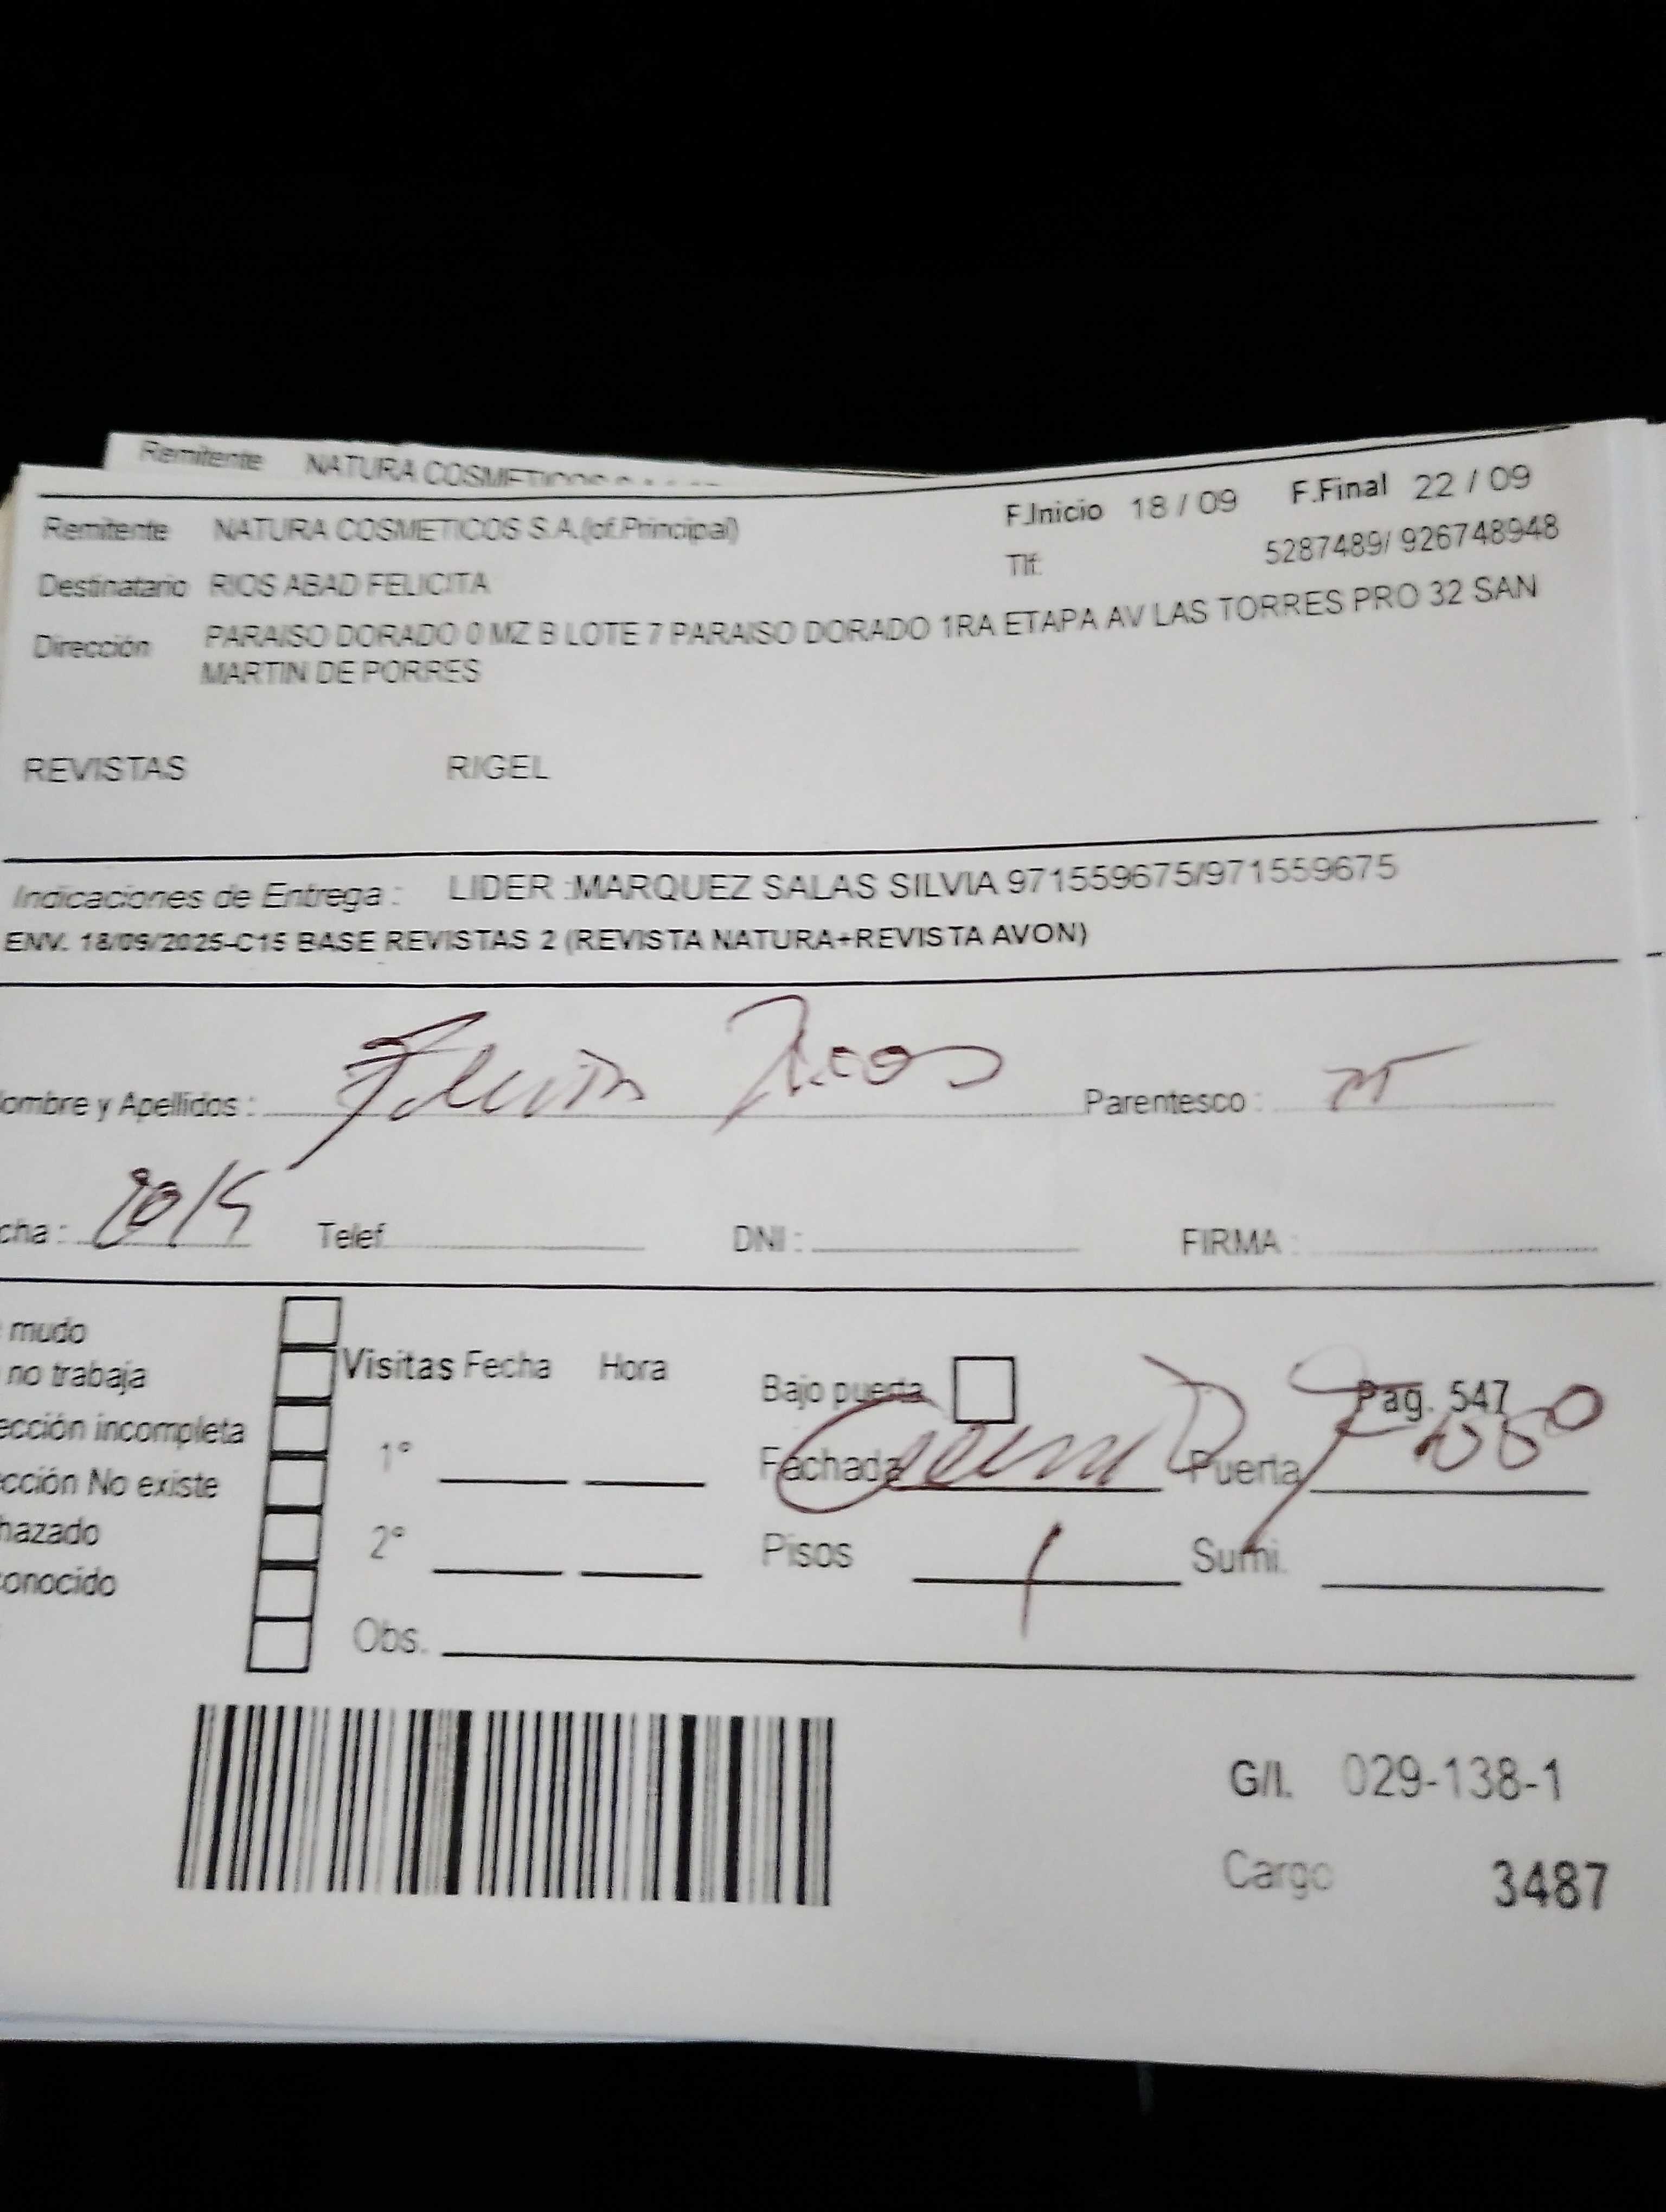 Remitente NATURA COSMETICOS
Remitente NATURA COSMETICOS S.A.(of.Principal) F.Inicio 18 / 09 F.Final 22 / 09
Tlf: 5287489/ 926748948
Destinatario RIOS ABAD FELICITA
Dirección PARAISO DORADO 0 MZ B LOTE 7 PARAISO DORADO 1RA ETAPA AV LAS TORRES PRO 32 SAN
MARTIN DE PORRES
REVISTAS RIGEL
Indicaciones de Entrega : LIDER :MARQUEZ SALAS SILVIA 971559675/971559675
ENV. 18/09/2025-C15 BASE REVISTAS 2 (REVISTA NATURA+REVISTA AVON)
ombre y Apellidos : Parentesco :
cha : 20/9 Telef. DNI : FIRMA :
mudo
no trabaja
ección incompleta
cción No existe
hazado
conocido
Visitas Fecha Hora
1°
2°
Obs.
Bajo puerta Pag. 547
Fachada Puerta
Pisos 1 Sumi.
G/I. 029-138-1
Cargo 3487